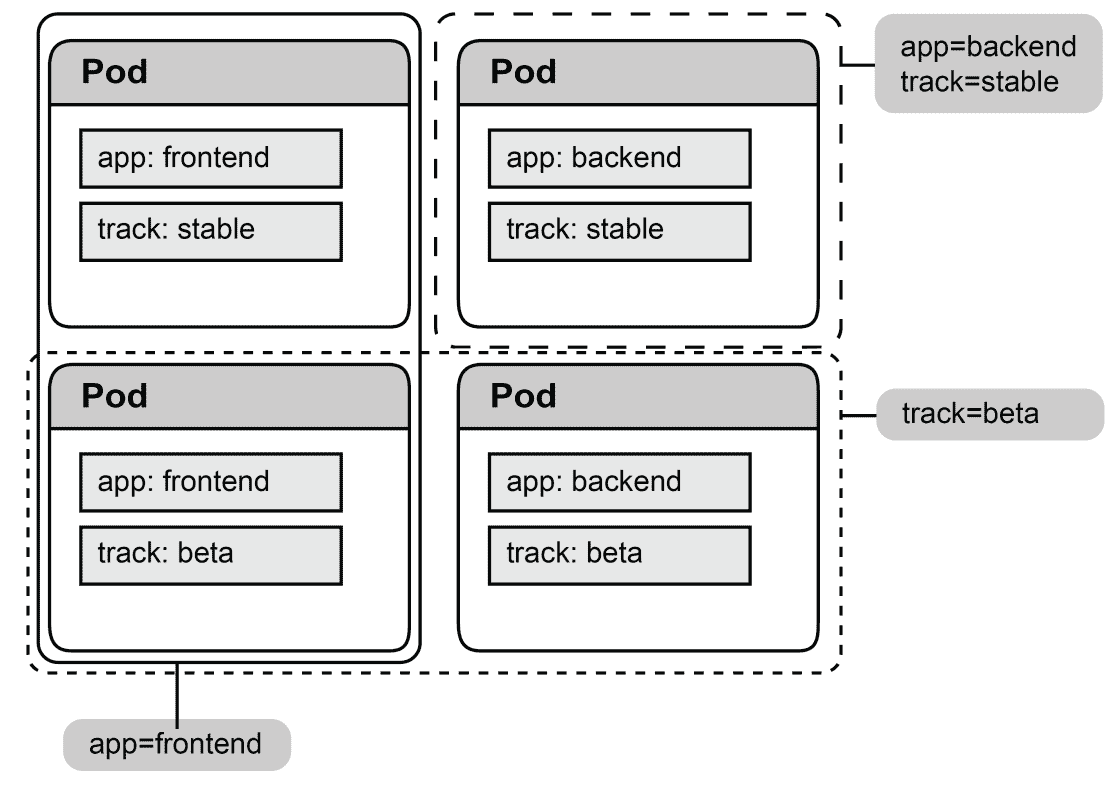 Pod
app: frontend
track: stable
Pod
app: backend
track: stable
app=backend
track=stable
Pod
app: frontend
track: beta
Pod
app: backend
track: beta
track=beta
app=frontend